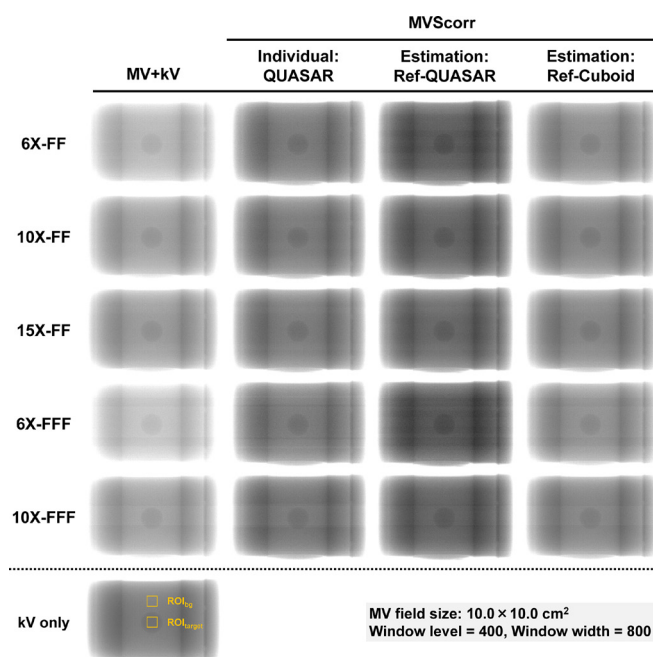 MVScorr
MV+kV
Individual:
QUASAR
Estimation:
Ref-QUASAR
Estimation:
Ref-Cuboid
6X-FF
10X-FF
15X-FF
6X-FFF
10X-FFF
kV only
ROIbg
ROItarget
MV field size: 10.0 × 10.0 cm²
Window level = 400, Window width = 800